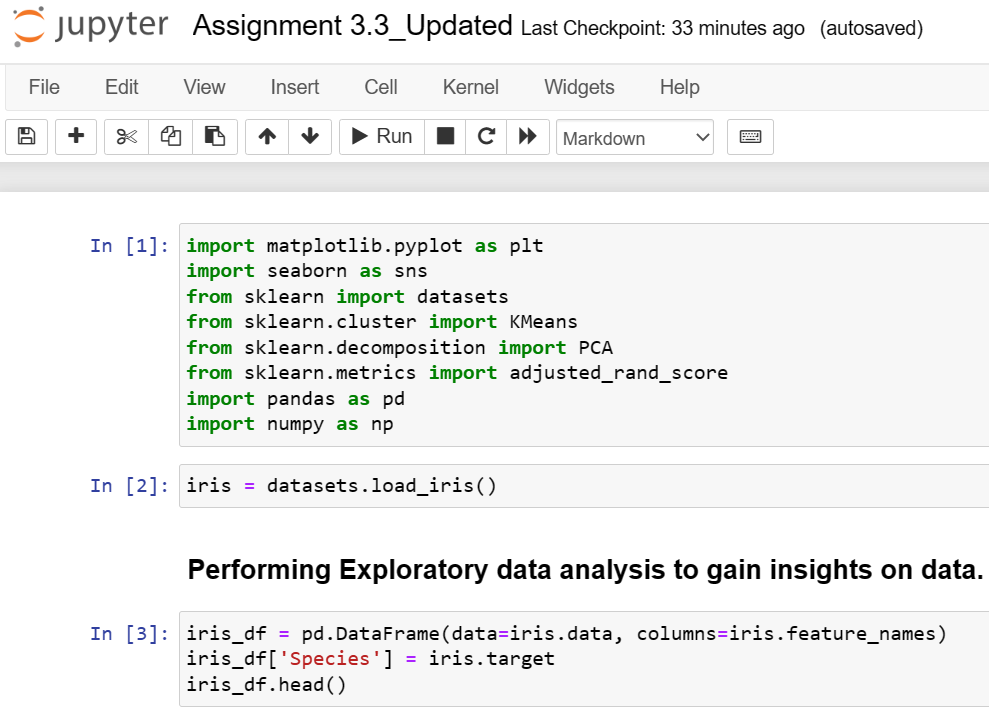 jupyter Assignment 3.3_Updated Last Checkpoint: 33 minutes ago (autosaved)
File Edit View Insert Cell Kernel Widgets Help
Run Markdown
In [1]: import matplotlib.pyplot as plt
import seaborn as sns
from sklearn import datasets
from sklearn.cluster import KMeans
from sklearn.decomposition import PCA
from sklearn.metrics import adjusted_rand_score
import pandas as pd
import numpy as np
In [2]: iris = datasets.load_iris()
Performing Exploratory data analysis to gain insights on data.
In [3]: iris_df = pd.DataFrame(data=iris.data, columns=iris.feature_names)
iris_df['Species'] = iris.target
iris_df.head()